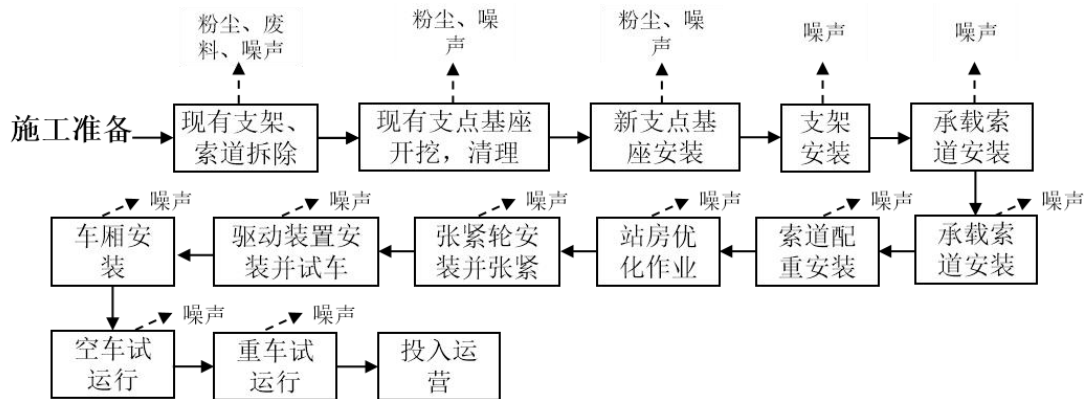 粉尘、废
料、噪声
粉尘、噪
声
粉尘、噪
声
噪声
噪声
施工准备
现有支架、
索道拆除
现有支点基座
开挖，清理
新支点基
座安装
支架
安装
承载索
道安装
噪声
噪声
噪声
噪声
噪声
噪声
车厢安
装
驱动装置安
装并试车
张紧轮安
装并张紧
站房优
化作业
索道配
重安装
承载索
道安装
噪声
噪声
空车试
运行
重车试
运行
投入运
营